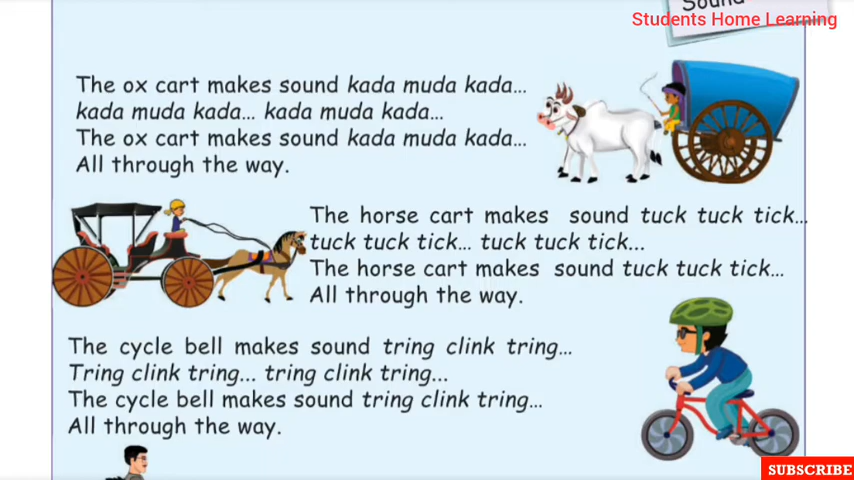 Sound
Students Home Learning
The ox cart makes sound kada muda kada...
kada muda kada... kada muda kada...
The ox cart makes sound kada muda kada...
All through the way.
The horse cart makes sound tuck tuck tick...
tuck tuck tick... tuck tuck tick...
The horse cart makes sound tuck tuck tick...
All through the way.
The cycle bell makes sound tring clink tring...
Tring clink tring... tring clink tring...
The cycle bell makes sound tring clink tring...
All through the way.
SUBSCRIBE